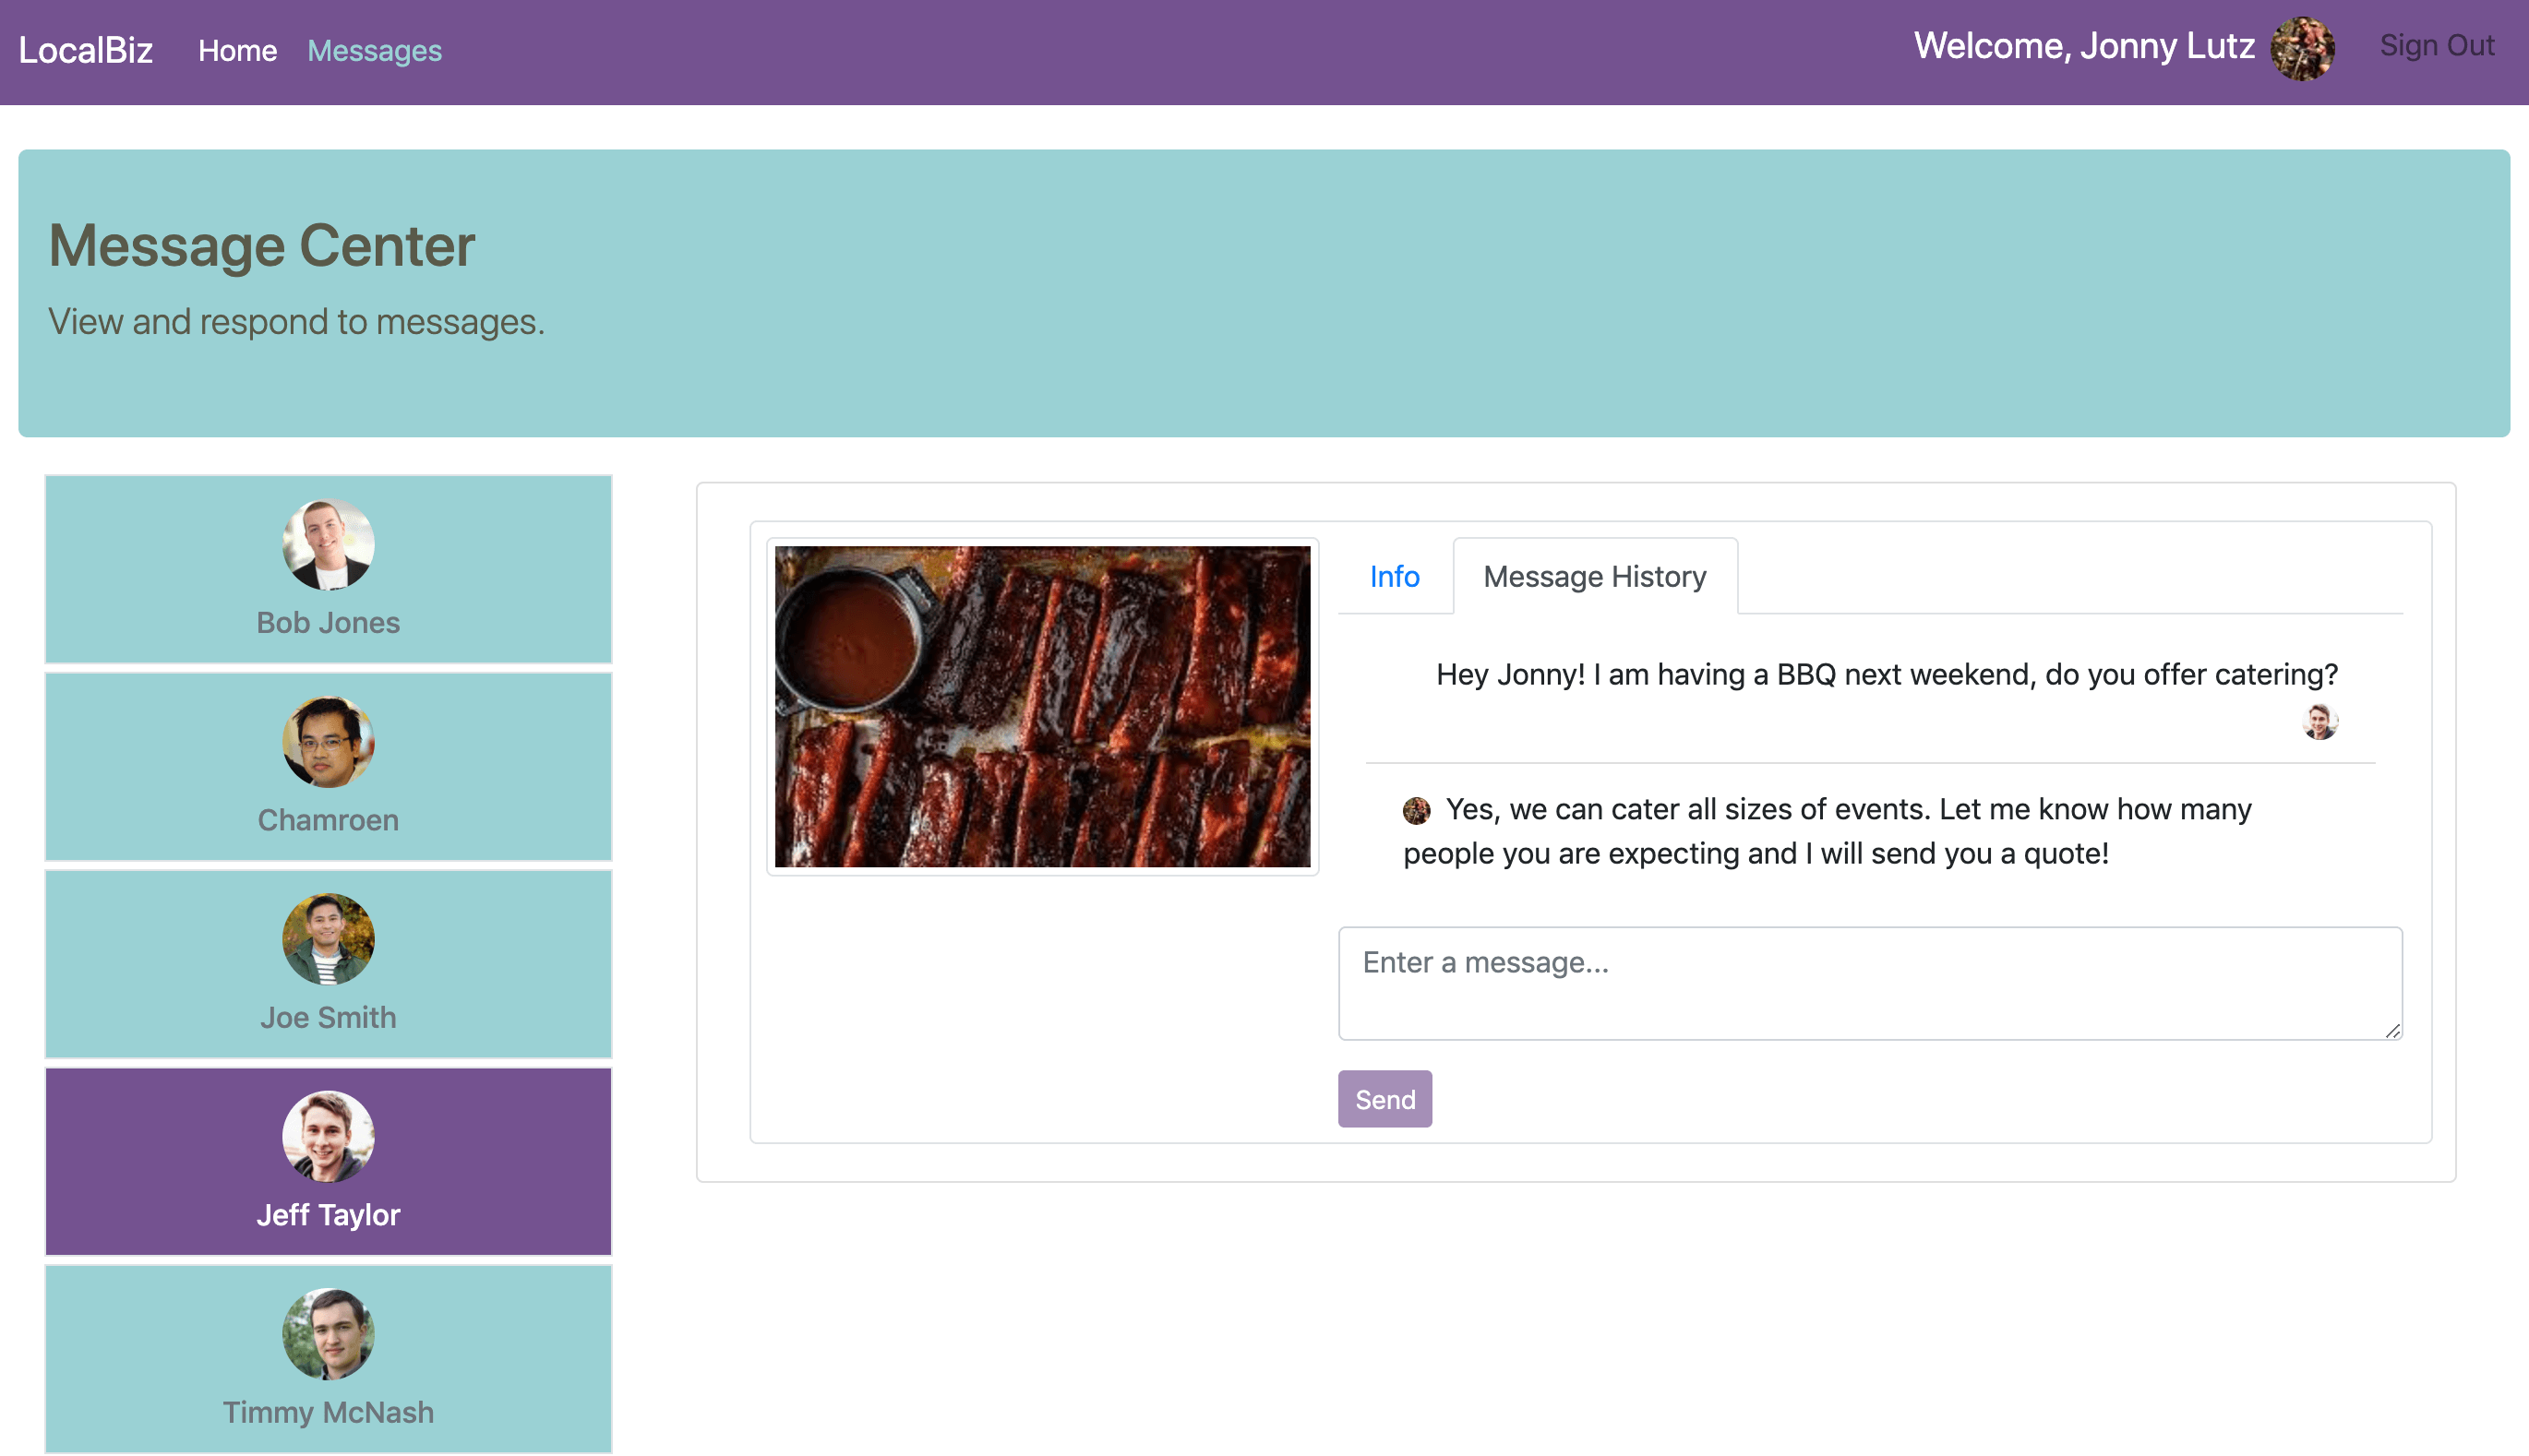 LocalBiz Home Messages Welcome, Jonny Lutz Sign Out
Message Center
View and respond to messages.
Bob Jones
Chamroen
Joe Smith
Jeff Taylor
Timmy McNash
Info Message History
Hey Jonny! I am having a BBQ next weekend, do you offer catering?
Yes, we can cater all sizes of events. Let me know how many
people you are expecting and I will send you a quote!
Enter a message...
Send